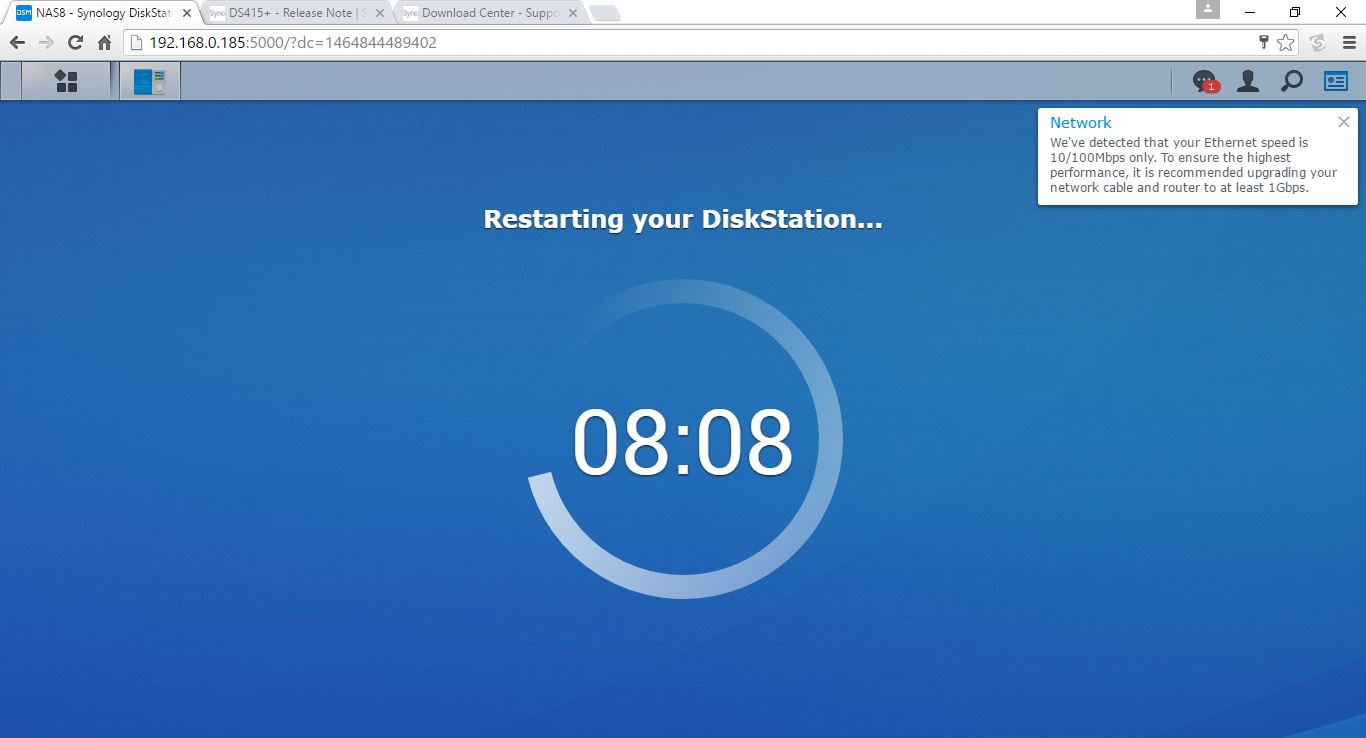 DSM NAS8 - Synology DiskStat
Syno DS415+ - Release Note | S
Syno Download Center - Suppo
192.168.0.185:5000/?dc=1464844489402
1
Network
We've detected that your Ethernet speed is
10/100Mbps only. To ensure the highest
performance, it is recommended upgrading your
network cable and router to at least 1Gbps.
Restarting your DiskStation...
08:08